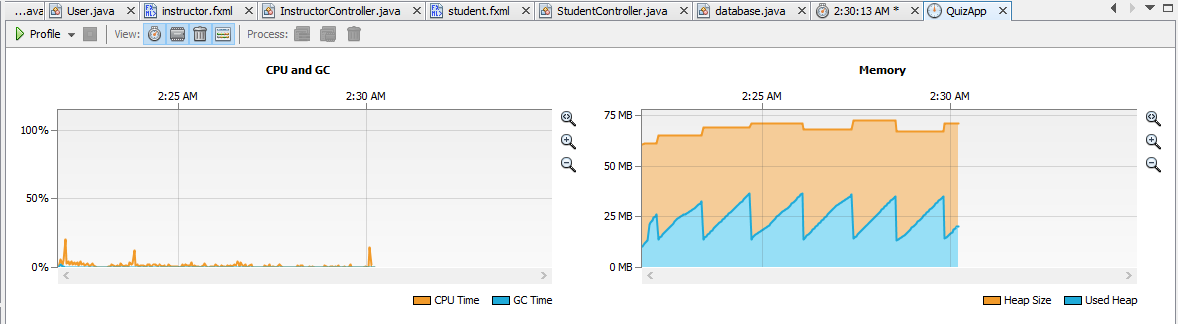 ...ava User.java instructor.fxml InstructorController.java student.fxml StudentController.java database.java 2:30:13 AM * QuizApp
Profile View: Process:
CPU and GC Memory
2:25 AM 2:30 AM 2:25 AM 2:30 AM
100% 75 MB
50% 50 MB
25 MB
0% 0 MB
CPU Time GC Time Heap Size Used Heap